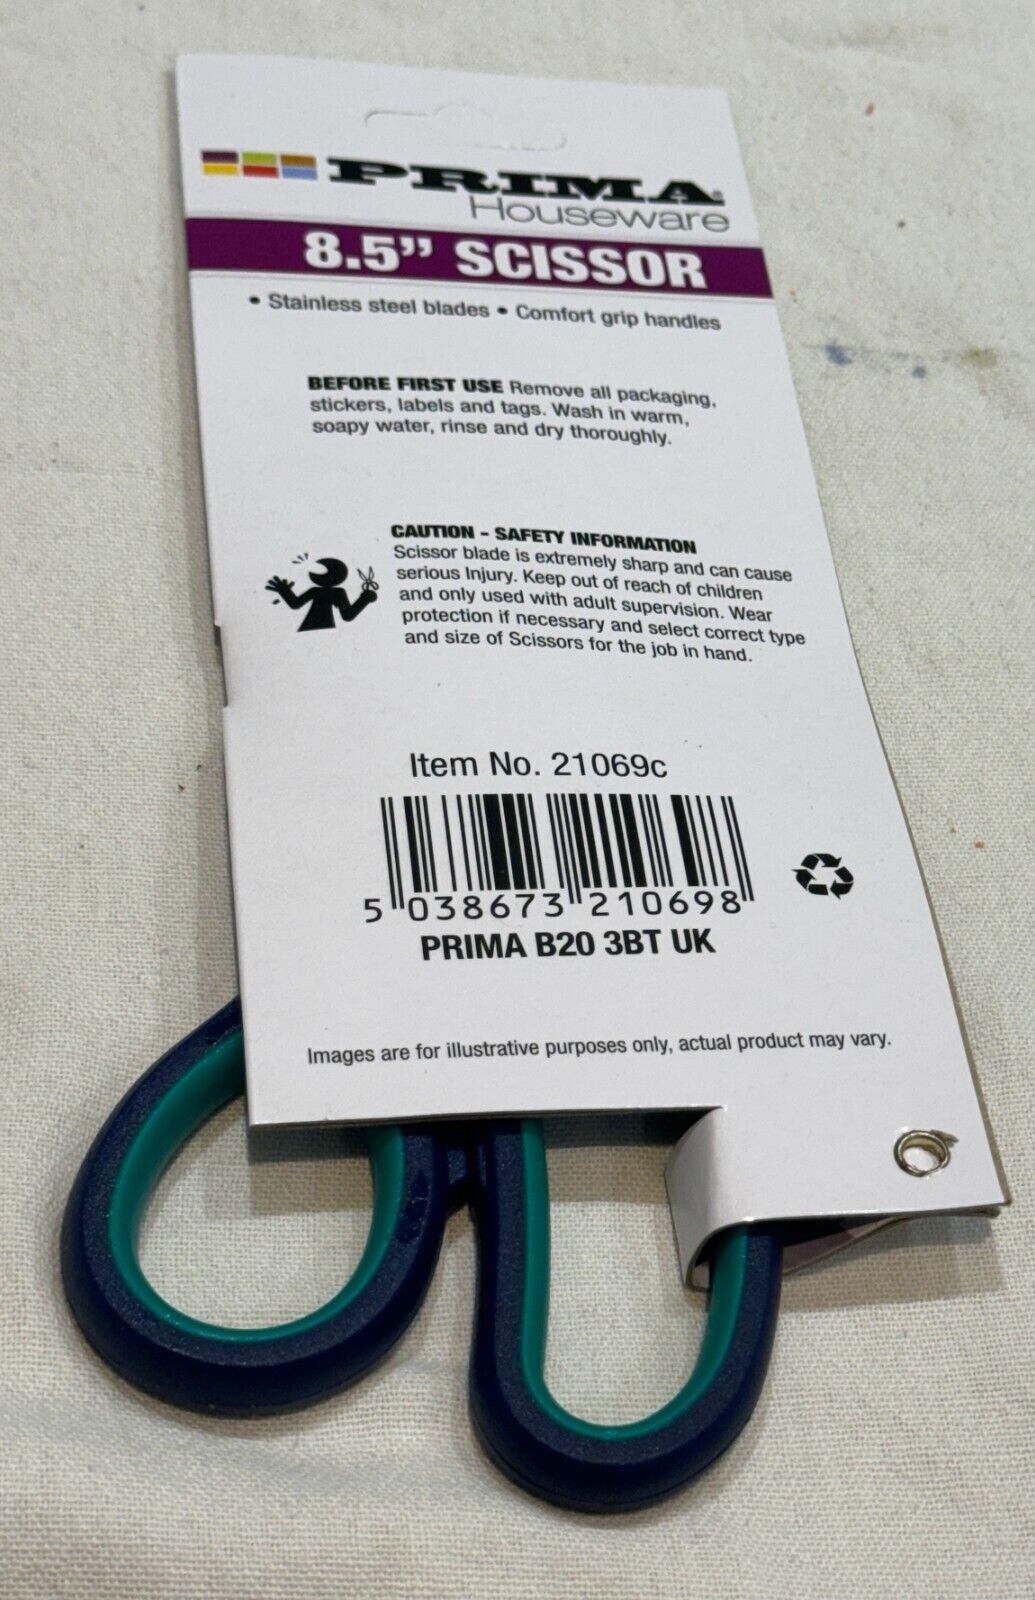 PRIMA
Houseware
8.5” SCISSOR
• Stainless steel blades • Comfort grip handles
BEFORE FIRST USE Remove all packaging,
stickers, labels and tags. Wash in warm,
soapy water, rinse and dry thoroughly.
CAUTION - SAFETY INFORMATION
Scissor blade is extremely sharp and can cause
serious Injury. Keep out of reach of children
and only used with adult supervision. Wear
protection if necessary and select correct type
and size of Scissors for the job in hand.
Item No. 21069c
5 038673 210698
PRIMA B20 3BT UK
Images are for illustrative purposes only, actual product may vary.